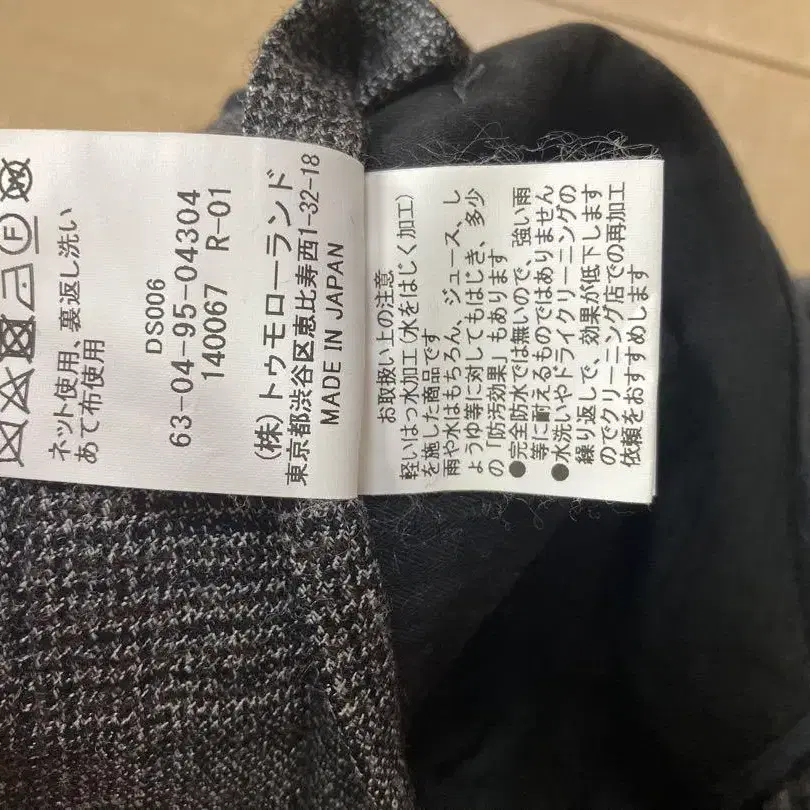 Ⓕ
ネット使用、裏返し洗い
あて布使用
DS006
63-04-95-04304
140067 R-01
(株)トゥモローランド
東京都渋谷区恵比寿西1-32-18
MADE IN JAPAN
お取扱い上の注意
軽いはっ水加工(水をはじく加工)
を施した商品です
雨や水はもちろん、ジュース、し
ょうゆ等に対してもはじき、多少
の「防汚効果」もあります
●完全防水では無いので、強い雨
等に耐えるものではありません
●水洗いやドライクリーニングの
繰り返しで、効果が低下します
のでクリーニング店での再加工
依頼をおすすめします